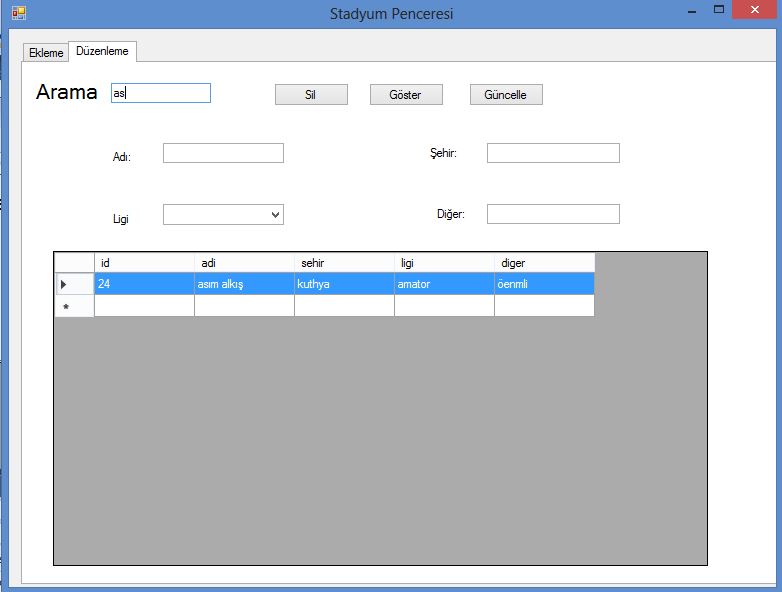 Stadyum Penceresi
Ekleme Düzenleme
Arama as Sil Göster Güncelle
Adı: Şehir:
Ligi Diğer:
id adi sehir ligi diger
24 asım alkış kuthya amator öenmli
*